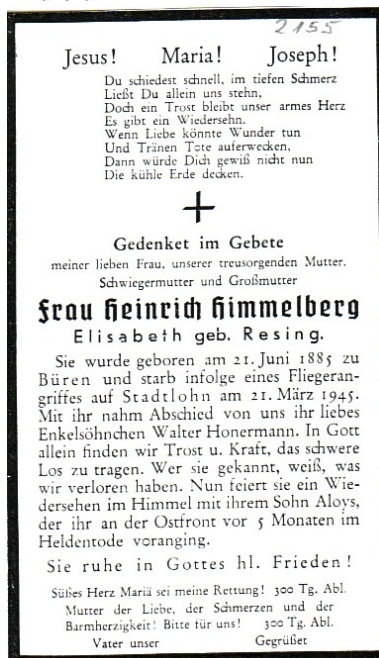 2155
Jesus! Maria! Joseph!
Du schiedest schnell, im tiefen Schmerz
Ließt Du allein uns stehn,
Doch ein Trost bleibt unser armes Herz
Es gibt ein Wiedersehn.
Wenn Liebe könnte Wunder tun
Und Tränen Tote auferwecken,
Dann würde Dich gewiß nicht nun
Die kühle Erde decken.
Gedenket im Gebete
meiner lieben Frau, unserer treusorgenden Mutter,
Schwiegermutter und Großmutter
Frau Heinrich Himmelberg
Elisabeth geb. Resing.
Sie wurde geboren am 21. Juni 1885 zu
Büren und starb infolge eines Fliegeran-
griffes auf Stadtlohn am 21. März 1945.
Mit ihr nahm Abschied von uns ihr liebes
Enkelsöhnchen Walter Honermann. In Gott
allein finden wir Trost u. Kraft, das schwere
Los zu tragen. Wer sie gekannt, weiß, was
wir verloren haben. Nun feiert sie ein Wie-
dersehen im Himmel mit ihrem Sohn Aloys,
der ihr an der Ostfront vor 5 Monaten im
Heldentode voranging.
Sie ruhe in Gottes hl. Frieden!
Süßes Herz Mariä sei meine Rettung! 300 Tg. Abl.
Mutter der Liebe, der Schmerzen und der
Barmherzigkeit! Bitte für uns! 300 Tg. Abl.
Vater unser Gegrüßet